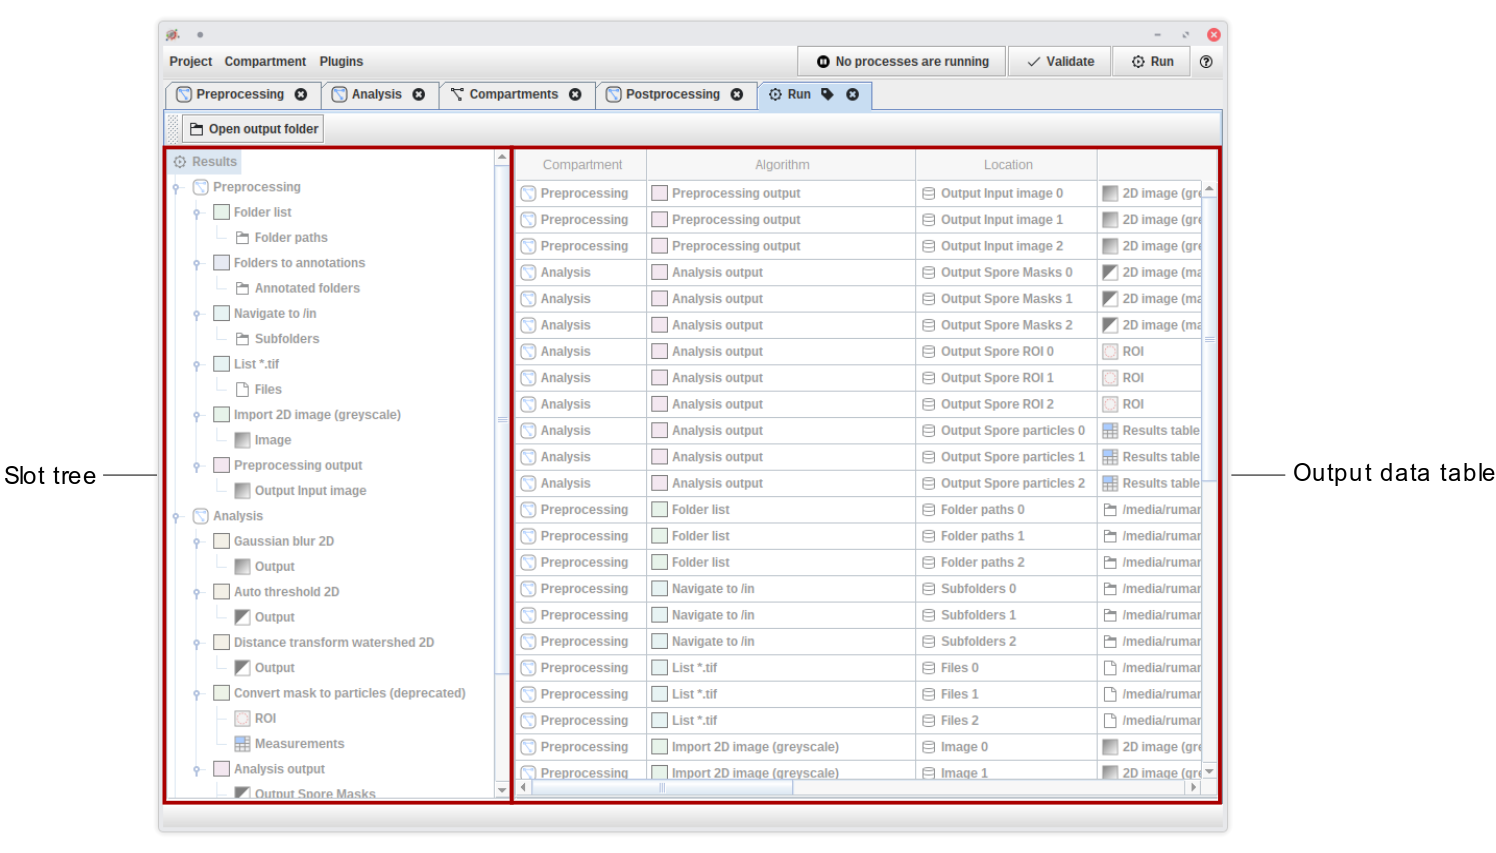 Project Compartment Plugins No processes are running Validate Run
Preprocessing Analysis Compartments Postprocessing Run
Open output folder
Results
Preprocessing
Folder list
Folder paths
Folders to annotations
Annotated folders
Navigate to /in
Subfolders
List *.tif
Files
Import 2D image (greyscale)
Image
Preprocessing output
Output Input image
Analysis
Gaussian blur 2D
Output
Auto threshold 2D
Output
Distance transform watershed 2D
Output
Convert mask to particles (deprecated)
ROI
Measurements
Analysis output
Output Spore Masks
Compartment Algorithm Location
Preprocessing Preprocessing output Output Input image 0 2D image (gre
Preprocessing Preprocessing output Output Input image 1 2D image (gre
Preprocessing Preprocessing output Output Input image 2 2D image (gre
Analysis Analysis output Output Spore Masks 0 2D image (ma
Analysis Analysis output Output Spore Masks 1 2D image (ma
Analysis Analysis output Output Spore Masks 2 2D image (ma
Analysis Analysis output Output Spore ROI 0 ROI
Analysis Analysis output Output Spore ROI 1 ROI
Analysis Analysis output Output Spore ROI 2 ROI
Analysis Analysis output Output Spore particles 0 Results table
Analysis Analysis output Output Spore particles 1 Results table
Analysis Analysis output Output Spore particles 2 Results table
Preprocessing Folder list Folder paths 0 /media/rumar
Preprocessing Folder list Folder paths 1 /media/rumar
Preprocessing Folder list Folder paths 2 /media/rumar
Preprocessing Navigate to /in Subfolders 0 /media/rumar
Preprocessing Navigate to /in Subfolders 1 /media/rumar
Preprocessing Navigate to /in Subfolders 2 /media/rumar
Preprocessing List *.tif Files 0 /media/rumar
Preprocessing List *.tif Files 1 /media/rumar
Preprocessing List *.tif Files 2 /media/rumar
Preprocessing Import 2D image (greyscale) Image 0 2D image (gre
Preprocessing Import 2D image (greyscale) Image 1 2D image (gre
Slot tree
Output data table